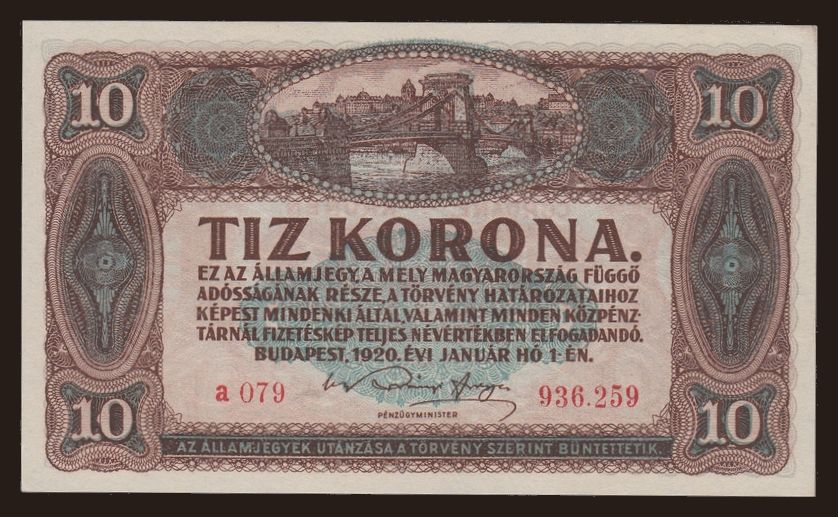 10 10
TIZ KORONA.
EZ AZ ÁLLAMJEGY, A MELY MAGYARORSZÁG FÜGGŐ
ADÓSSÁGÁNAK RÉSZE, A TÖRVÉNY HATÁROZATAIHOZ
KÉPEST MINDENKI ÁLTAL, VALAMINT MINDEN KÖZPÉNZ-
TÁRNÁL FIZETÉSKÉP TELJES NÉVÉRTÉKBEN ELFOGADANDÓ.
BUDAPEST, 1920. ÉVI JANUÁR HÓ 1-ÉN.
a 079 936.259
PÉNZÜGYMINISTER
10 10
AZ ÁLLAMJEGYEK UTÁNZÁSA A TÖRVÉNY SZERINT BÜNTETTETIK.